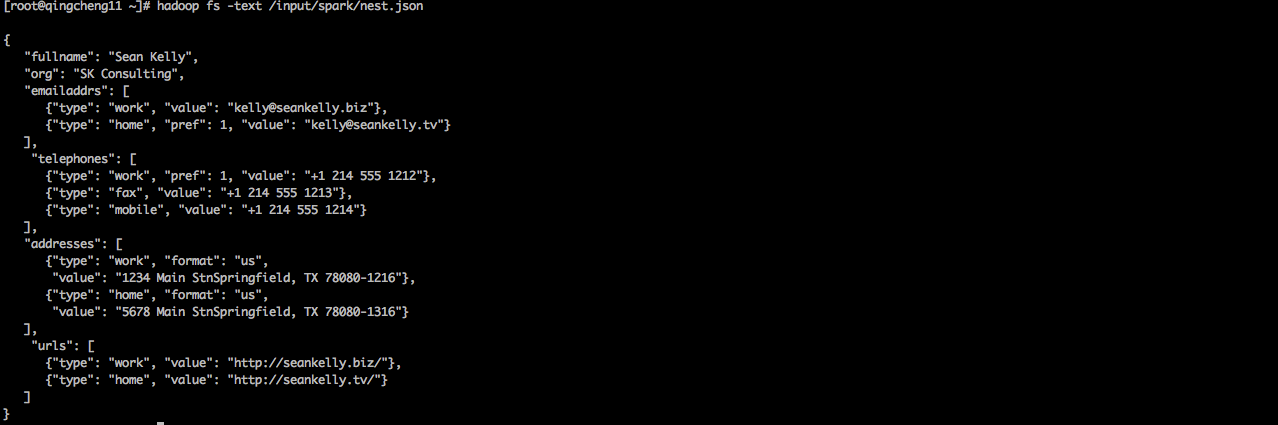 [root@qingcheng11 ~]# hadoop fs -text /input/spark/nest.json
{
"fullname": "Sean Kelly",
"org": "SK Consulting",
"emailaddrs": [
{"type": "work", "value": "kelly@seankelly.biz"},
{"type": "home", "pref": 1, "value": "kelly@seankelly.tv"}
],
"telephones": [
{"type": "work", "pref": 1, "value": "+1 214 555 1212"},
{"type": "fax", "value": "+1 214 555 1213"},
{"type": "mobile", "value": "+1 214 555 1214"}
],
"addresses": [
{"type": "work", "format": "us",
"value": "1234 Main StnSpringfield, TX 78080-1216"},
{"type": "home", "format": "us",
"value": "5678 Main StnSpringfield, TX 78080-1316"}
],
"urls": [
{"type": "work", "value": "http://seankelly.biz/"},
{"type": "home", "value": "http://seankelly.tv/"}
]
}